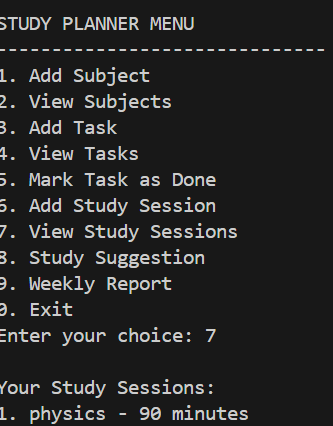 STUDY PLANNER MENU
------------------------------
1. Add Subject
2. View Subjects
3. Add Task
4. View Tasks
5. Mark Task as Done
6. Add Study Session
7. View Study Sessions
8. Study Suggestion
9. Weekly Report
0. Exit
Enter your choice: 7
Your Study Sessions:
1. physics - 90 minutes